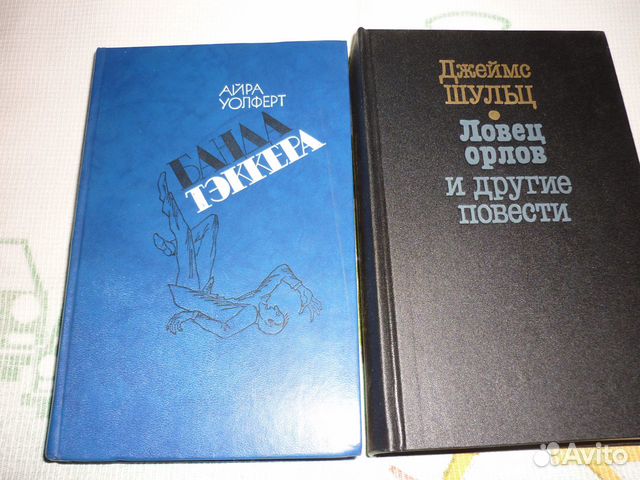 АЙРА
УОЛФЕРТ
БАНДА
ТЭККЕРА
Джеймс
ШУЛЬЦ
Ловец
орлов
и другие
повести
Avito